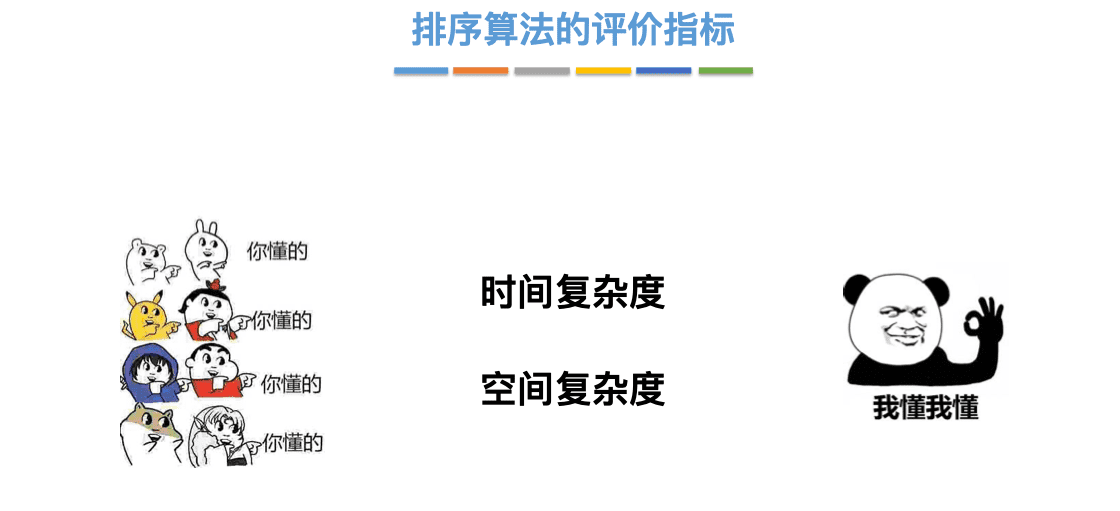 排序算法的评价指标
你懂的
你懂的
你懂的
你懂的
时间复杂度
空间复杂度
我懂我懂